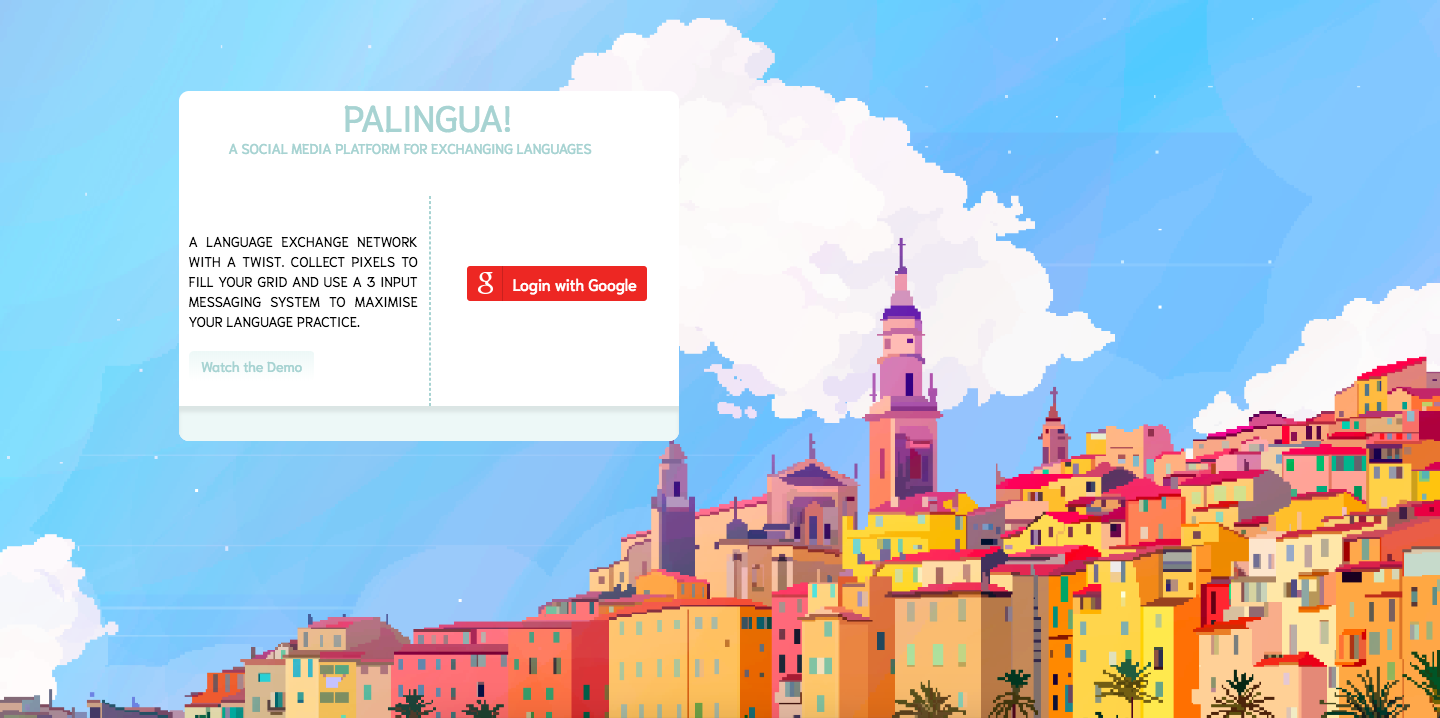 PALINGUA!
A SOCIAL MEDIA PLATFORM FOR EXCHANGING LANGUAGES
A LANGUAGE EXCHANGE NETWORK
WITH A TWIST. COLLECT PIXELS TO
FILL YOUR GRID AND USE A 3 INPUT
MESSAGING SYSTEM TO MAXIMISE
YOUR LANGUAGE PRACTICE.
Watch the Demo
g Login with Google